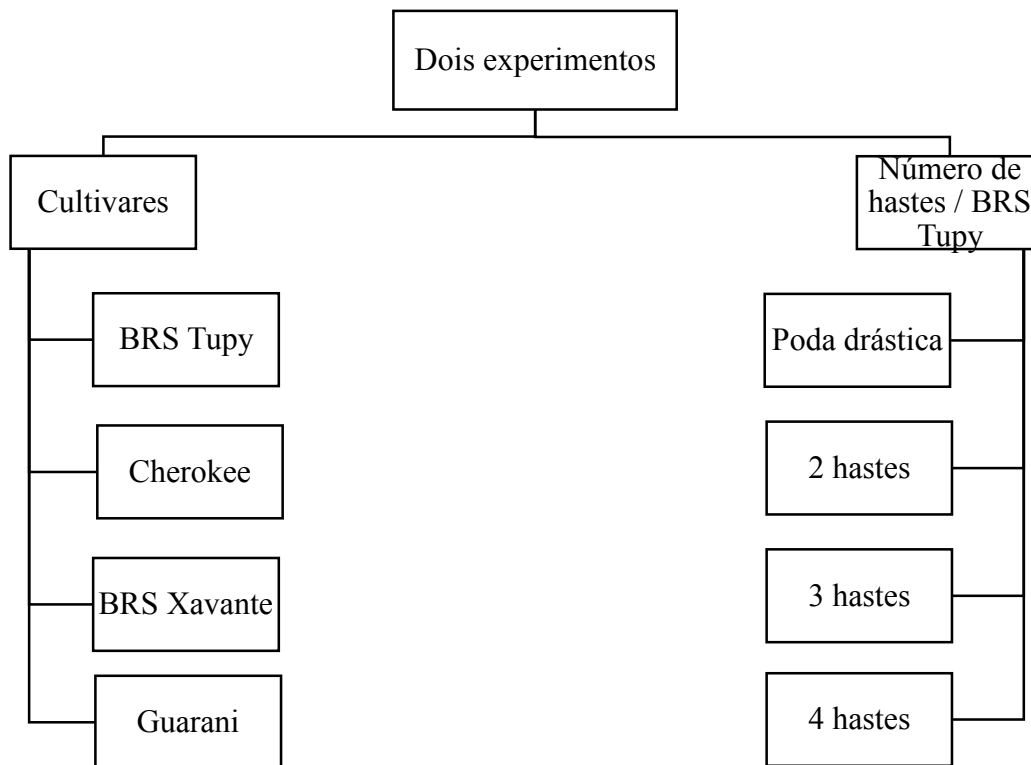 Dois experimentos
Cultivares
Número de
hastes / BRS
Tupy
BRS Tupy
Poda drástica
Cherokee
2 hastes
BRS Xavante
3 hastes
Guarani
4 hastes